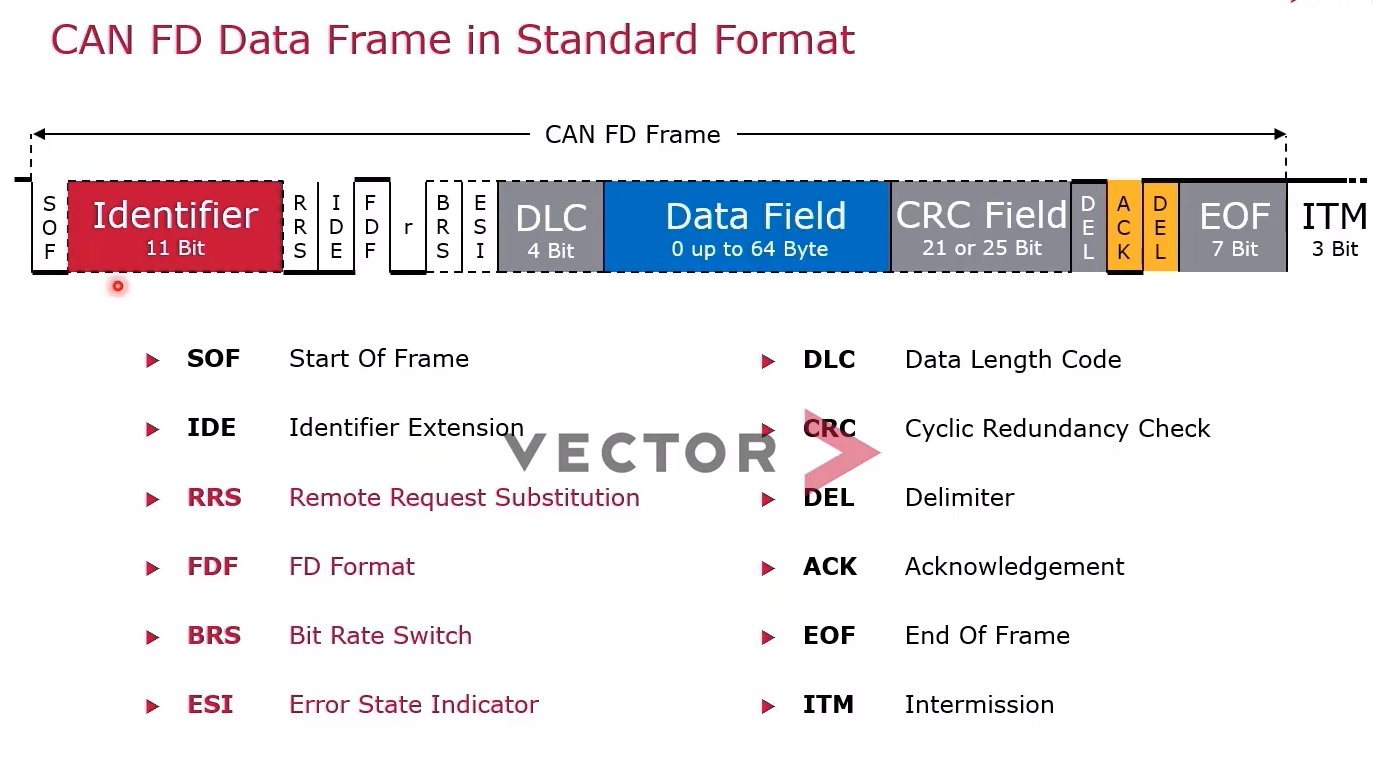 CAN FD Data Frame in Standard Format
CAN FD Frame
SOF Identifier RRS IDE FDF r BRS ESI DLC Data Field CRC Field DEL ACK DEL EOF ITM
11 Bit 4 Bit 0 up to 64 Byte 21 or 25 Bit 7 Bit 3 Bit
SOF Start Of Frame
IDE Identifier Extension
RRS Remote Request Substitution
FDF FD Format
BRS Bit Rate Switch
ESI Error State Indicator
VECTOR
DLC Data Length Code
CRC Cyclic Redundancy Check
DEL Delimiter
ACK Acknowledgement
EOF End Of Frame
ITM Intermission